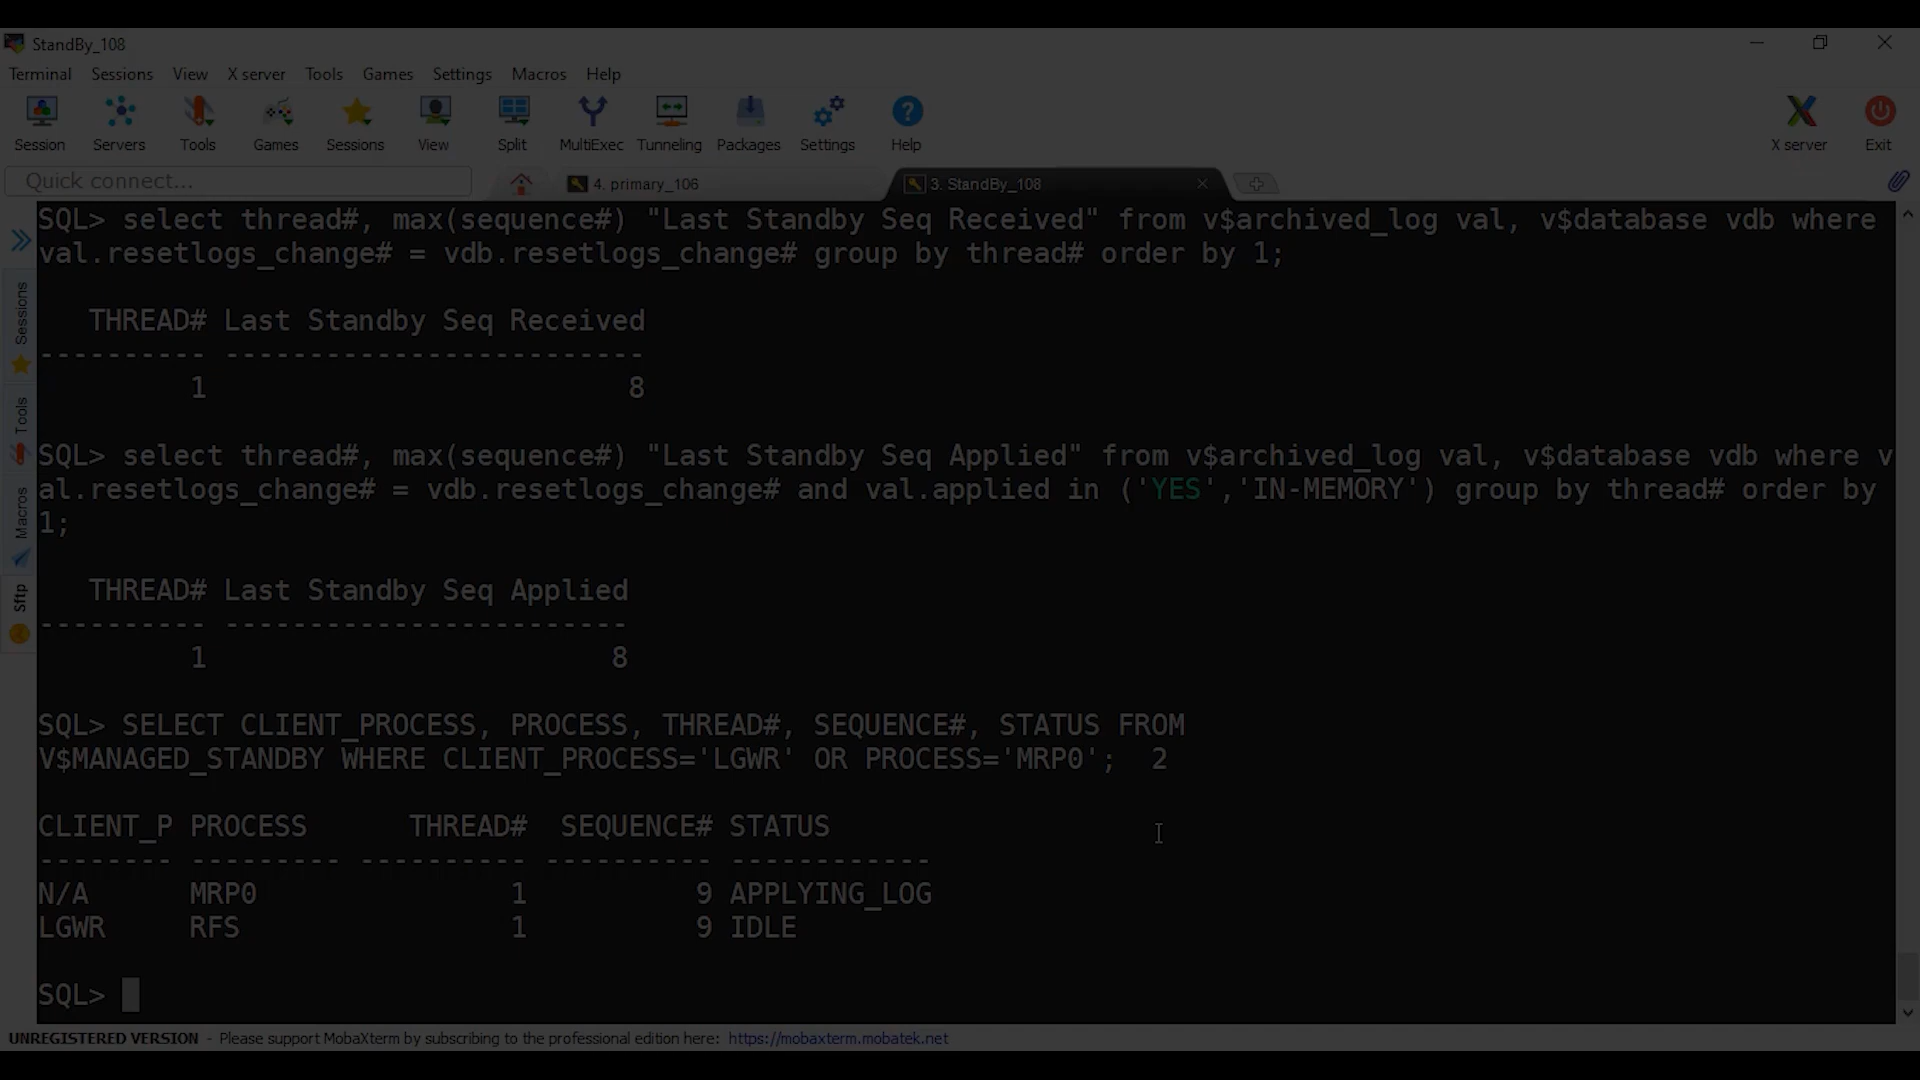 StandBy_108
Terminal Sessions View X server Tools Games Settings Macros Help
Session Servers Tools Games Sessions View Split MultiExec Tunneling Packages Settings Help X server Exit
Quick connect... 4. primary_106 3. StandBy_108
Sessions
Tools
Macros
Sftp
SQL> select thread#, max(sequence#) "Last Standby Seq Received" from v$archived_log val, v$database vdb where
val.resetlogs_change# = vdb.resetlogs_change# group by thread# order by 1;
THREAD# Last Standby Seq Received
---------- -------------------------
1 8
SQL> select thread#, max(sequence#) "Last Standby Seq Applied" from v$archived_log val, v$database vdb where v
al.resetlogs_change# = vdb.resetlogs_change# and val.applied in ('YES','IN-MEMORY') group by thread# order by
1;
THREAD# Last Standby Seq Applied
---------- ------------------------
1 8
SQL> SELECT CLIENT_PROCESS, PROCESS, THREAD#, SEQUENCE#, STATUS FROM
V$MANAGED_STANDBY WHERE CLIENT_PROCESS='LGWR' OR PROCESS='MRP0'; 2
CLIENT_P PROCESS THREAD# SEQUENCE# STATUS
-------- --------- ---------- ---------- ------------
N/A MRP0 1 9 APPLYING_LOG
LGWR RFS 1 9 IDLE
SQL>
UNREGISTERED VERSION - Please support MobaXterm by subscribing to the professional edition here: https://mobaxterm.mobatek.net